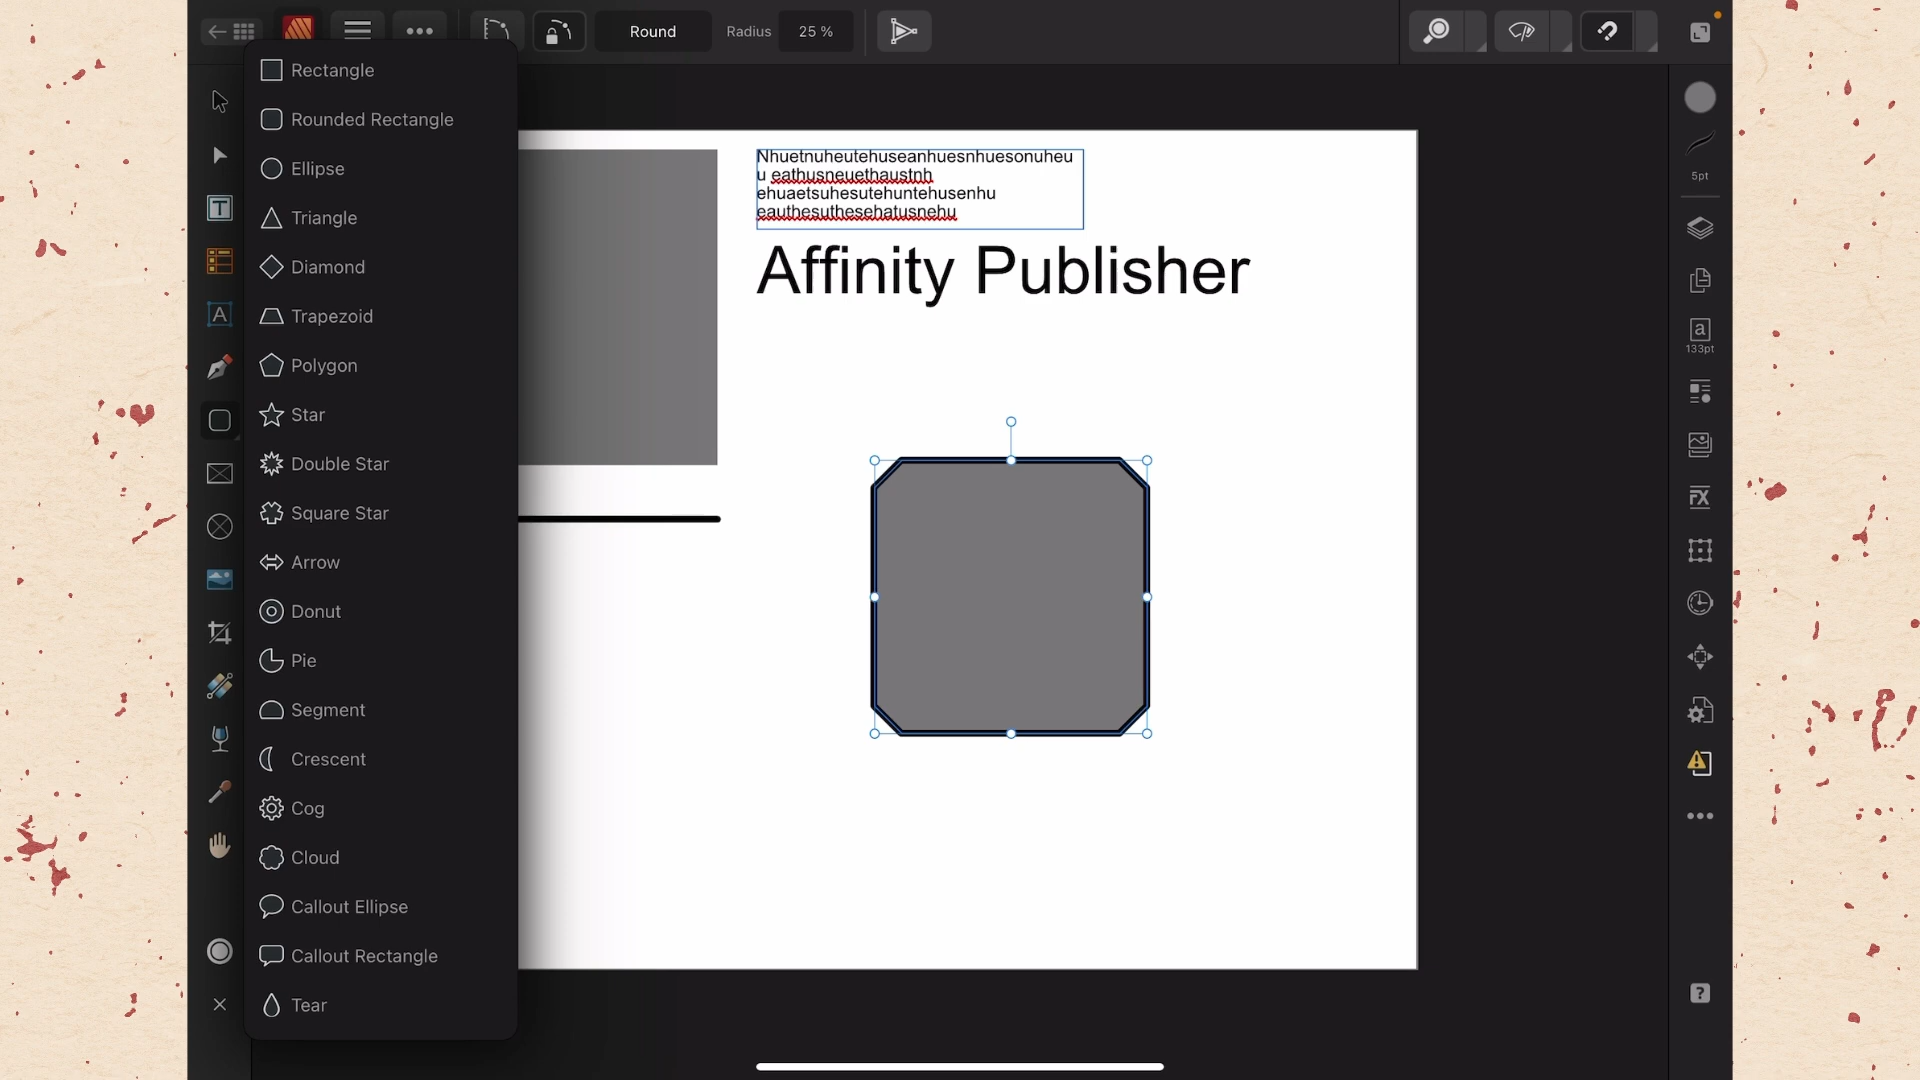 Round
Radius
25 %
Rectangle
Rounded Rectangle
Ellipse
Triangle
Diamond
Trapezoid
Polygon
Star
Double Star
Square Star
Arrow
Donut
Pie
Segment
Crescent
Cog
Cloud
Callout Ellipse
Callout Rectangle
Tear
T
A
Nhuetnuheutehuseanhuesnhuesonuheu
u eathusneuethaustnh
ehuaetsuhesutehuntehusenhu
eauthesuthesehatusnehu
Affinity Publisher
5pt
a
133pt
FX
?